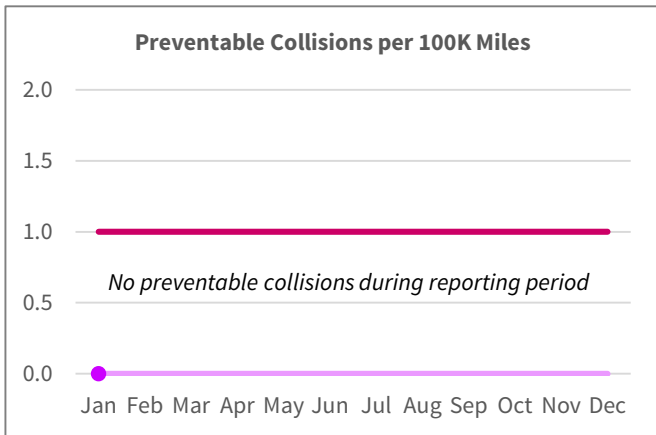 Preventable Collisions per 100K Miles
2.0
1.5
1.0
No preventable collisions during reporting period
0.5
0.0
Jan Feb Mar Apr May Jun Jul Aug Sep Oct Nov Dec